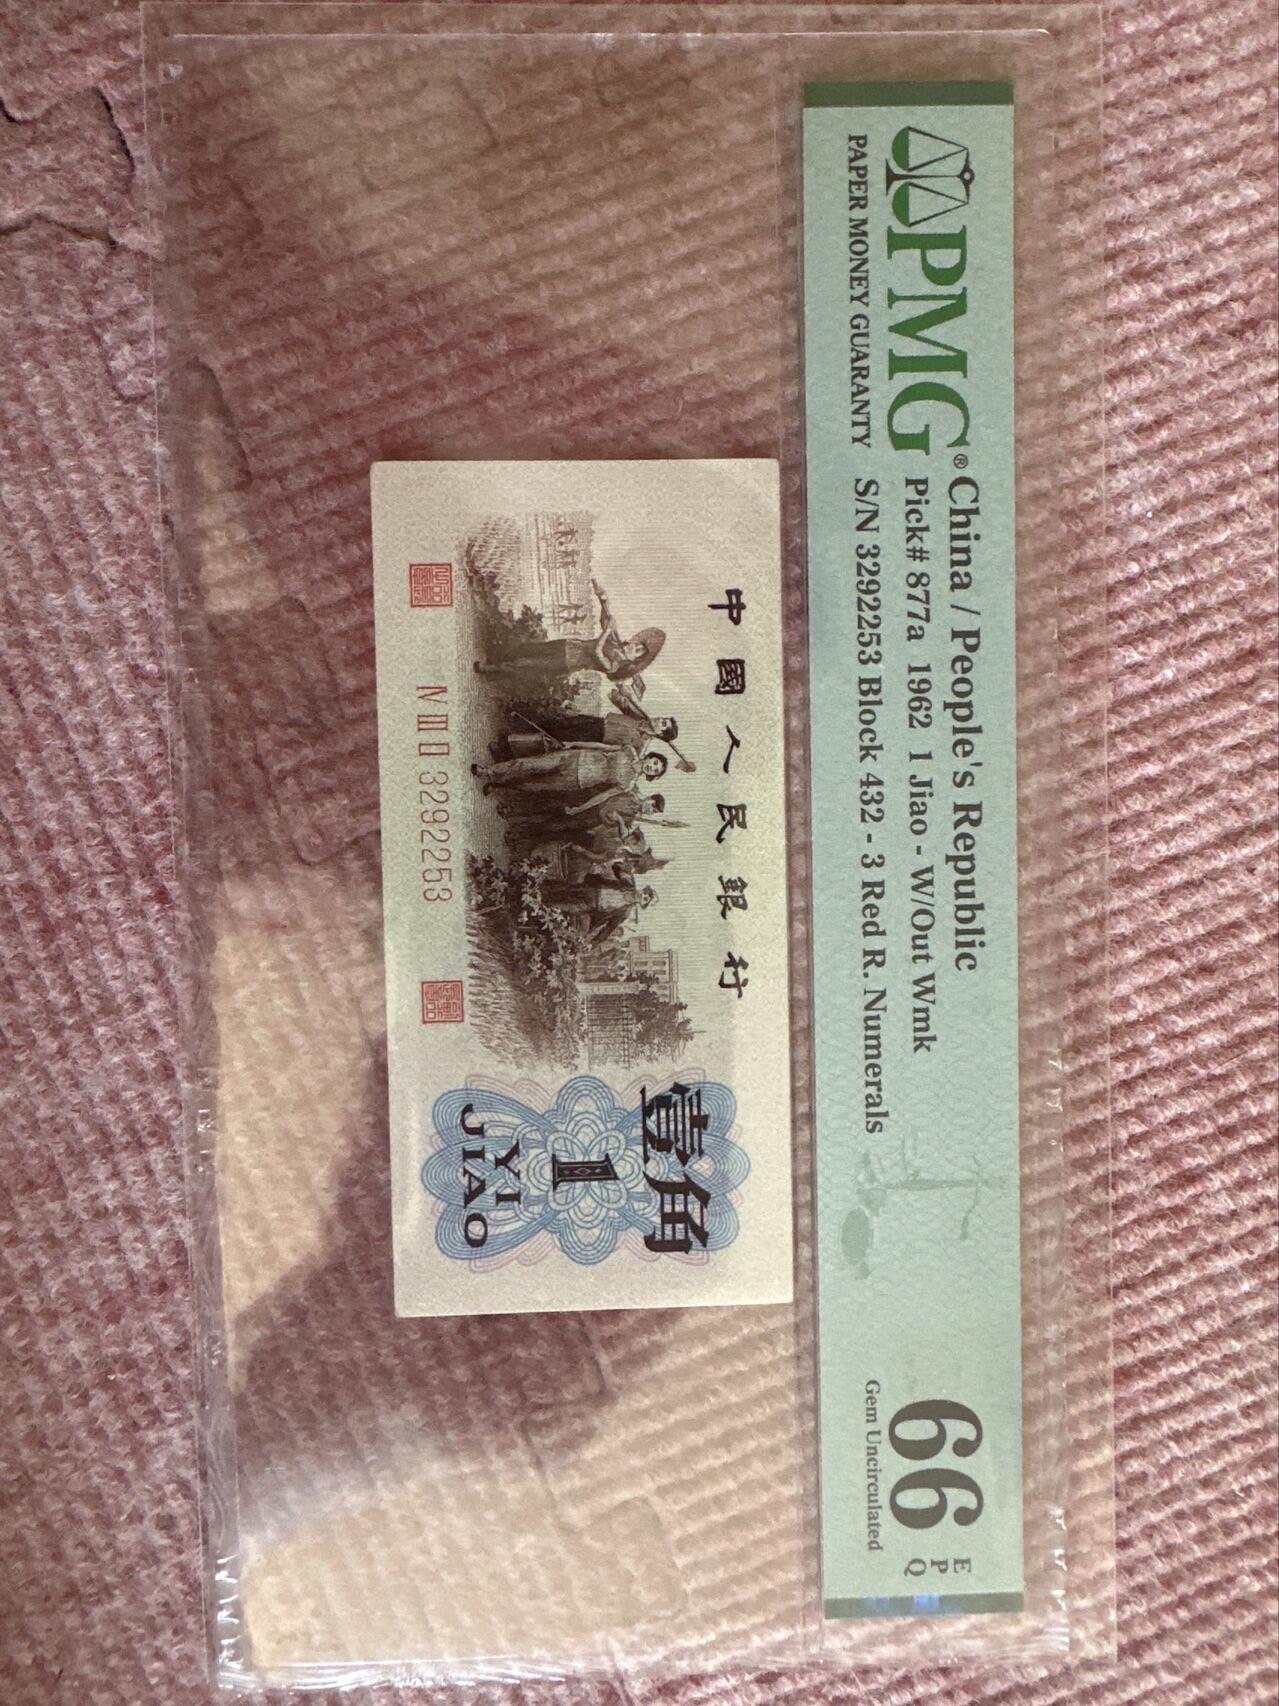 PMG®
PAPER MONEY GUARANTY
China / People's Republic
Pick# 877a 1962 1 Jiao - W/Out Wmk
S/N 3292253 Block 432 - 3 Red R. Numerals
66 EPQ
Gem Uncirculated
中國人民銀行
壹角
1
YI
JIAO
ⅣⅢⅡ 3292253